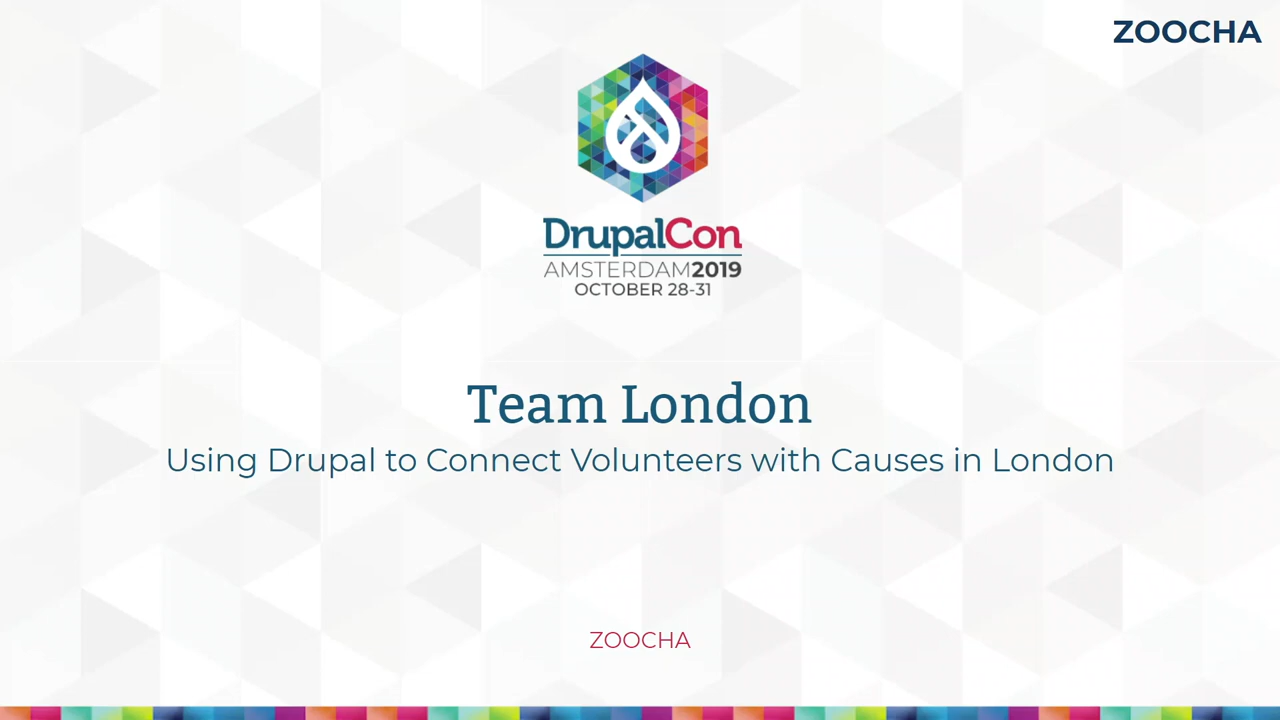 ZOOCHA
DrupalCon
AMSTERDAM2019
OCTOBER 28-31
Team London
Using Drupal to Connect Volunteers with Causes in London
ZOOCHA